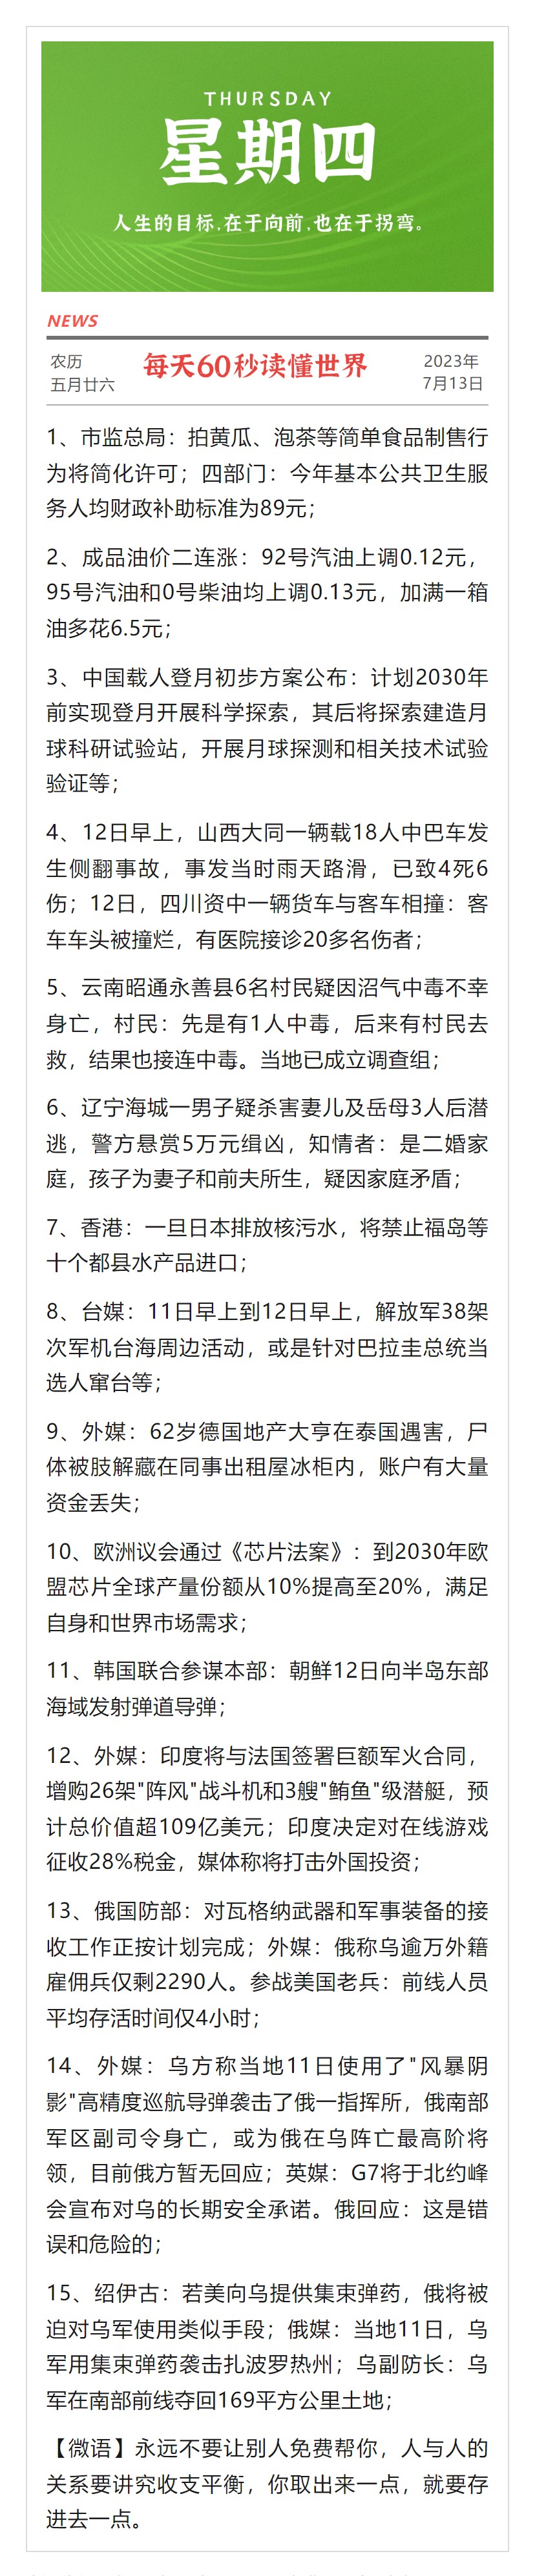 THURSDAY
星期四
人生的目标,在于向前,也在于拐弯。
NEWS
农历
五月廿六
每天60秒读懂世界
2023年
7月13日
1、市监总局：拍黄瓜、泡茶等简单食品制售行
为将简化许可；四部门：今年基本公共卫生服
务人均财政补助标准为89元；
2、成品油价二连涨：92号汽油上调0.12元，
95号汽油和0号柴油均上调0.13元，加满一箱
油多花6.5元；
3、中国载人登月初步方案公布：计划2030年
前实现登月开展科学探索，其后将探索建造月
球科研试验站，开展月球探测和相关技术试验
验证等；
4、12日早上，山西大同一辆载18人中巴车发
生侧翻事故，事发当时雨天路滑，已致4死6
伤；12日，四川资中一辆货车与客车相撞：客
车车头被撞烂，有医院接诊20多名伤者；
5、云南昭通永善县6名村民疑因沼气中毒不幸
身亡，村民：先是有1人中毒，后来有村民去
救，结果也接连中毒。当地已成立调查组；
6、辽宁海城一男子疑杀害妻儿及岳母3人后潜
逃，警方悬赏5万元缉凶，知情者：是二婚家
庭，孩子为妻子和前夫所生，疑因家庭矛盾；
7、香港：一旦日本排放核污水，将禁止福岛等
十个都县水产品进口；
8、台媒：11日早上到12日早上，解放军38架
次军机台海周边活动，或是针对巴拉圭总统当
选人窜台等；
9、外媒：62岁德国地产大亨在泰国遇害，尸
体被肢解藏在同事出租屋冰柜内，账户有大量
资金丢失；
10、欧洲议会通过《芯片法案》：到2030年欧
盟芯片全球产量份额从10%提高至20%，满足
自身和世界市场需求；
11、韩国联合参谋本部：朝鲜12日向半岛东部
海域发射弹道导弹；
12、外媒：印度将与法国签署巨额军火合同，
增购26架"阵风"战斗机和3艘"鲉鱼"级潜艇，预
计总价值超109亿美元；印度决定对在线游戏
征收28%税金，媒体称将打击外国投资；
13、俄国防部：对瓦格纳武器和军事装备的接
收工作正按计划完成；外媒：俄称乌逾万外籍
雇佣兵仅剩2290人。参战美国老兵：前线人员
平均存活时间仅4小时；
14、外媒：乌方称当地11日使用了"风暴阴
影"高精度巡航导弹袭击了俄一指挥所，俄南部
军区副司令身亡，或为俄在乌阵亡最高阶将
领，目前俄方暂无回应；英媒：G7将于北约峰
会宣布对乌的长期安全承诺。俄回应：这是错
误和危险的；
15、绍伊古：若美向乌提供集束弹药，俄将被
迫对乌军使用类似手段；俄媒：当地11日，乌
军用集束弹药袭击扎波罗热州；乌副防长：乌
军在南部前线夺回169平方公里土地；
【微语】永远不要让别人免费帮你，人与人的
关系要讲究收支平衡，你取出来一点，就要存
进去一点。